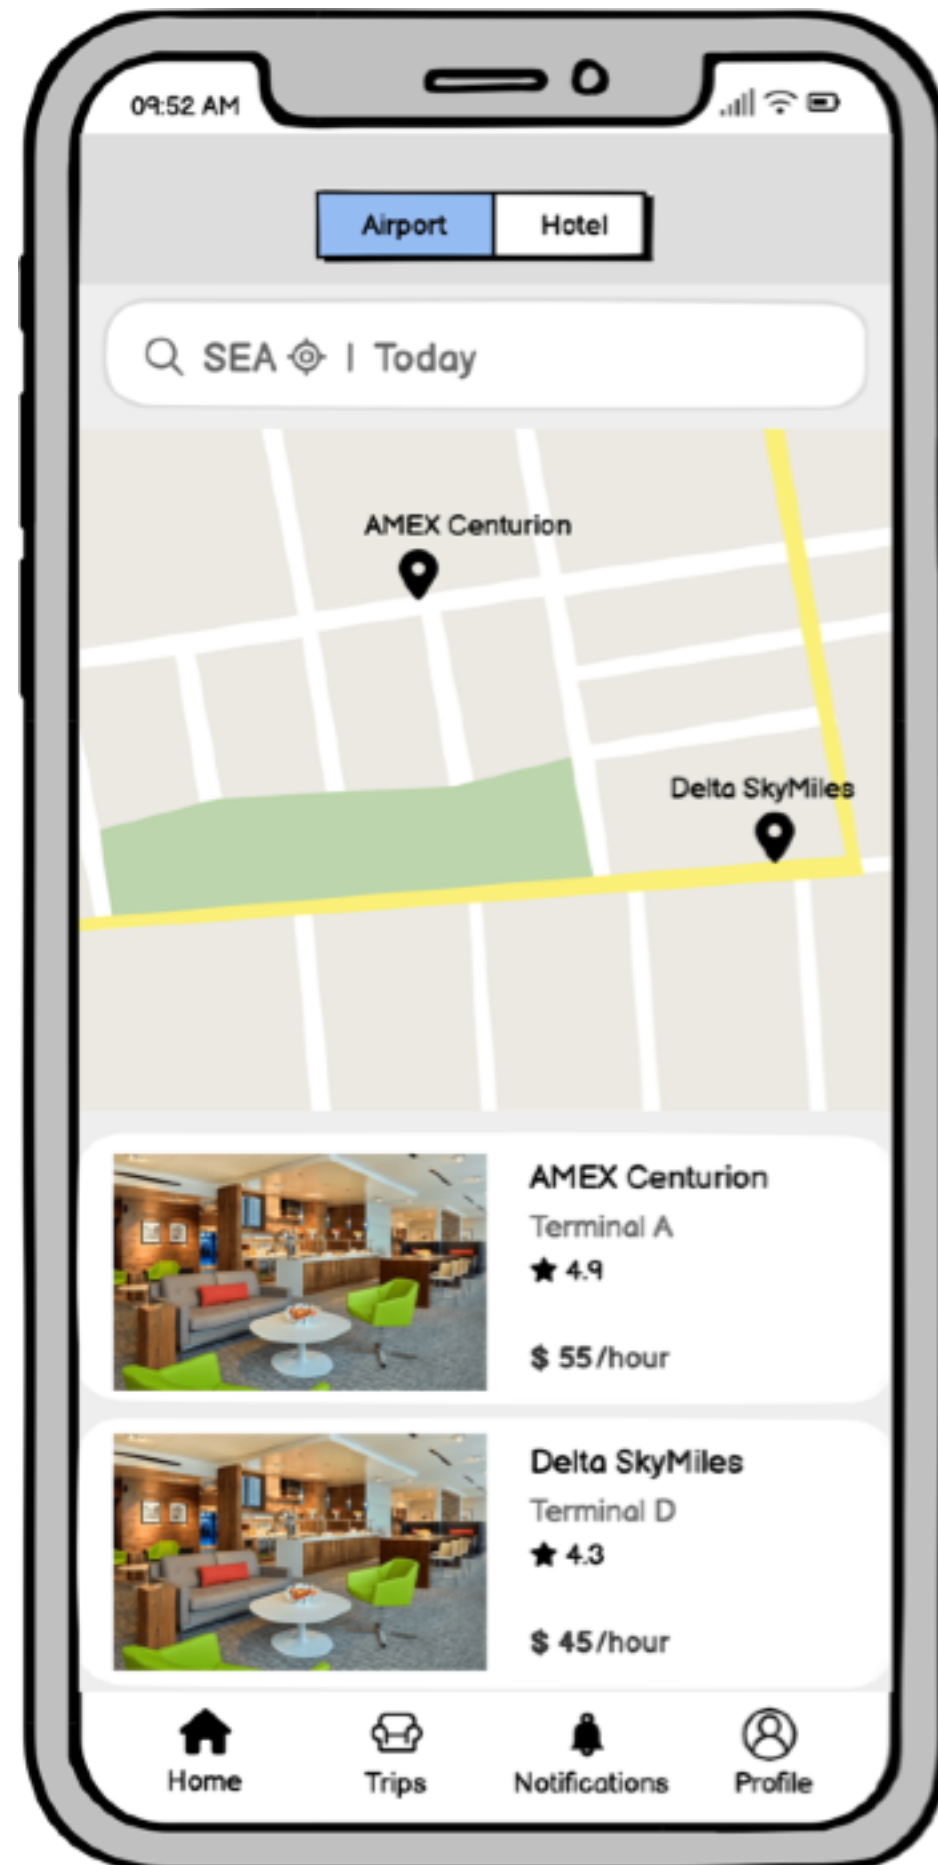 09:52 AM
Airport Hotel
SEA | Today
AMEX Centurion
Delta SkyMiles
AMEX Centurion
Terminal A
★ 4.9
$ 55/hour
Delta SkyMiles
Terminal D
★ 4.3
$ 45/hour
Home Trips Notifications Profile